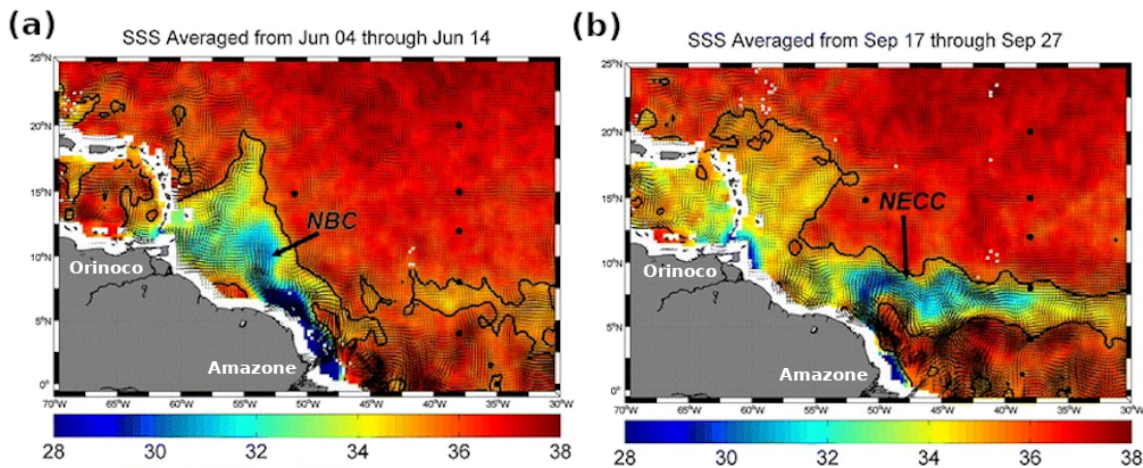 (a)
SSS Averaged from Jun 04 through Jun 14
25°N
20°N
15°N
10°N
5°N
0°
70°W 65°W 60°W 55°W 50°W 45°W 40°W 35°W 30°W
NBC
Orinoco
Amazone
28 30 32 34 36 38
(b)
SSS Averaged from Sep 17 through Sep 27
25°N
20°N
15°N
10°N
5°N
0°
70°W 65°W 60°W 55°W 50°W 45°W 40°W 35°W 30°W
NECC
Orinoco
Amazone
28 30 32 34 36 38